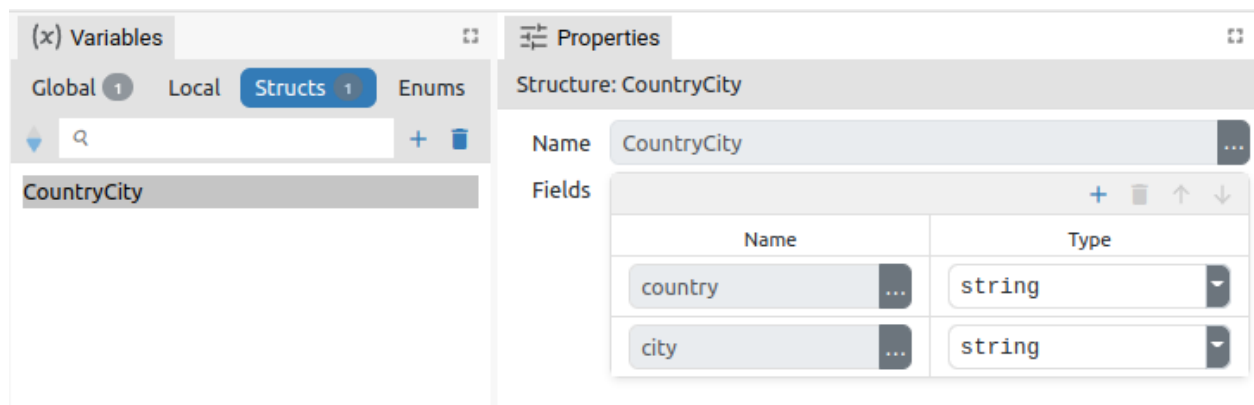 (x) Variables
Global 1 Local Structs 1 Enums
CountryCity
Properties
Structure: CountryCity
Name CountryCity ...
Fields
Name Type
country ... string
city ... string